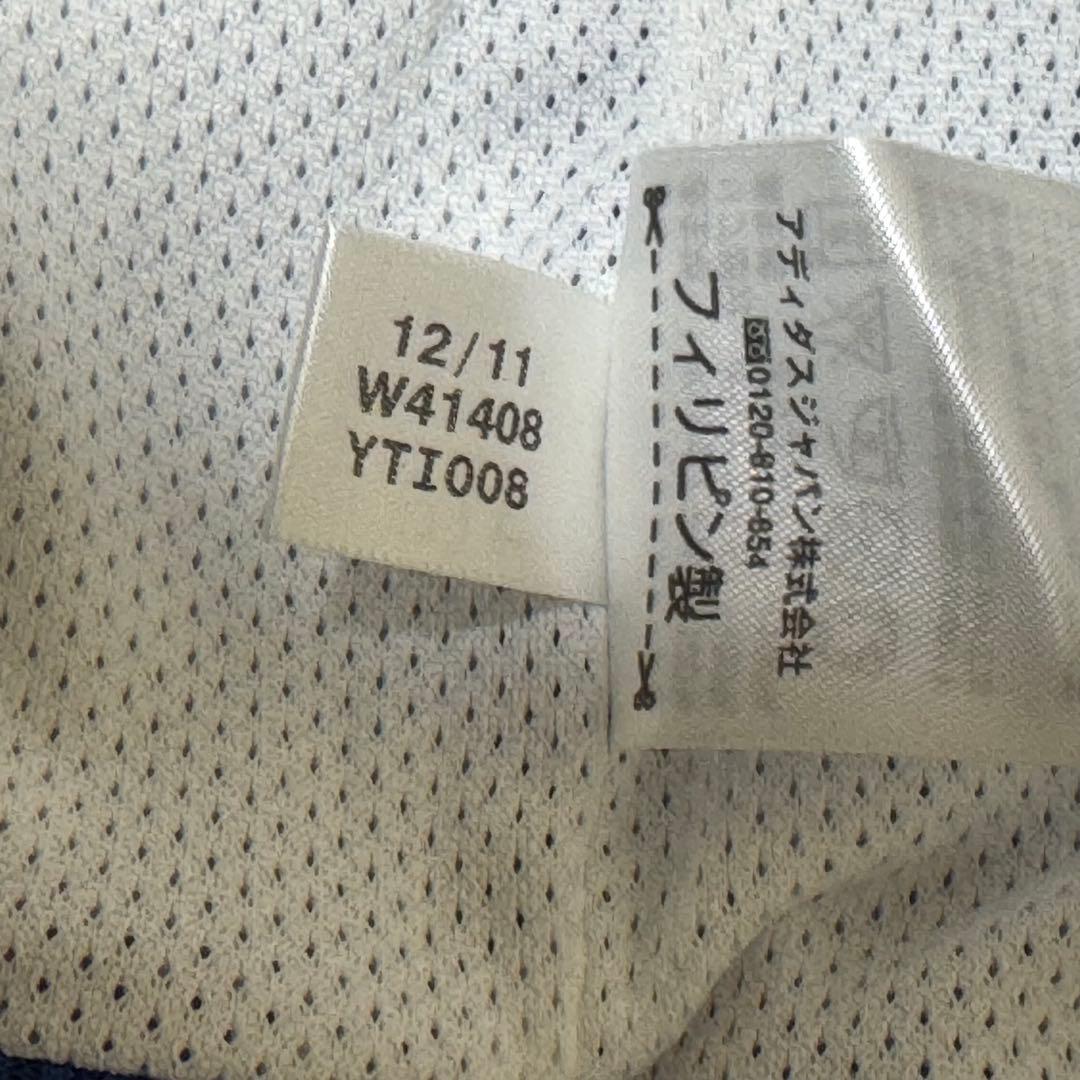 12/11
W41408
YTI008
アディダスジャパン株式会社
0120-810-654
フィリピン製